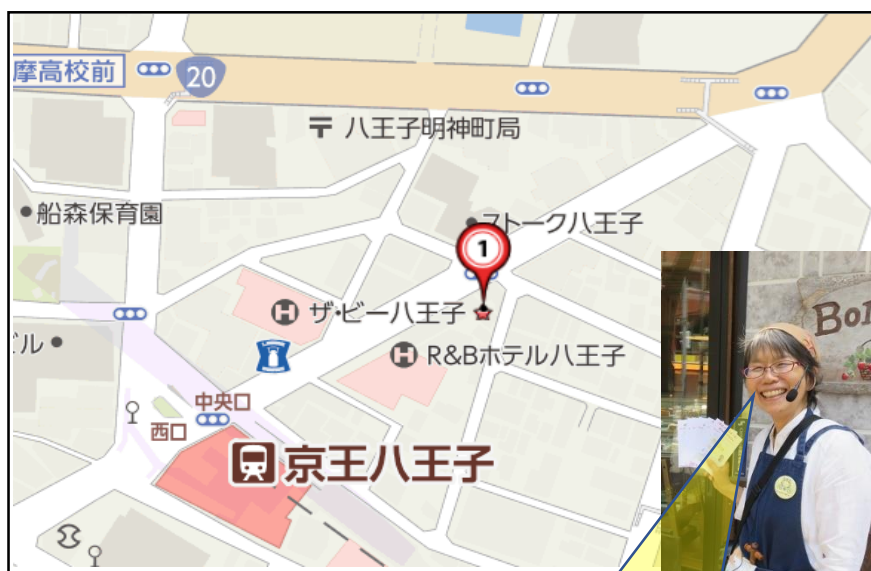 摩高校前
20
〒 八王子明神町局
船森保育園
ストーク八王子
1
H ザ・ビー八王子
ビル
H R&Bホテル八王子
中央口
西口
京王八王子
Bon